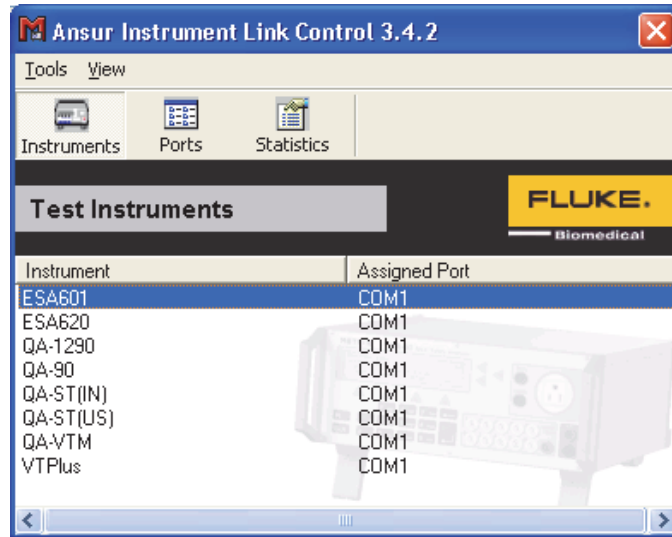 Ansur Instrument Link Control 3.4.2
Tools View
Instruments Ports Statistics
Test Instruments
FLUKE.
Biomedical
Instrument Assigned Port
ESA601 COM1
ESA620 COM1
QA-1290 COM1
QA-90 COM1
QA-ST(IN) COM1
QA-ST(US) COM1
QA-VTM COM1
VTPlus COM1